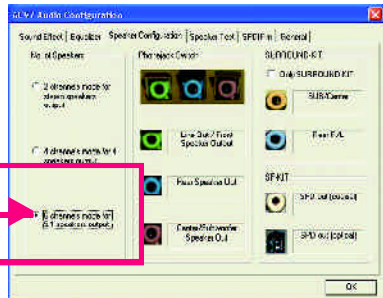 Audio Configuration
Sound Effect Equalizer Speaker Configuration Speaker Test SPDIF-In General
No. of Speakers
2 channels mode for
stereo speakers
output
4 channels mode for 4
speakers output
6 channels mode for
5.1 speakers output
Phonejack Switch
Line Out / Front
Speaker Output
Rear Speaker Out
Center/Subwoofer
Speaker Out
SURROUND-KIT
Only SURROUND-KIT
SUB/Center
Rear R/L
SP-KIT
SPD out (coaxial)
SPD out (optical)
OK